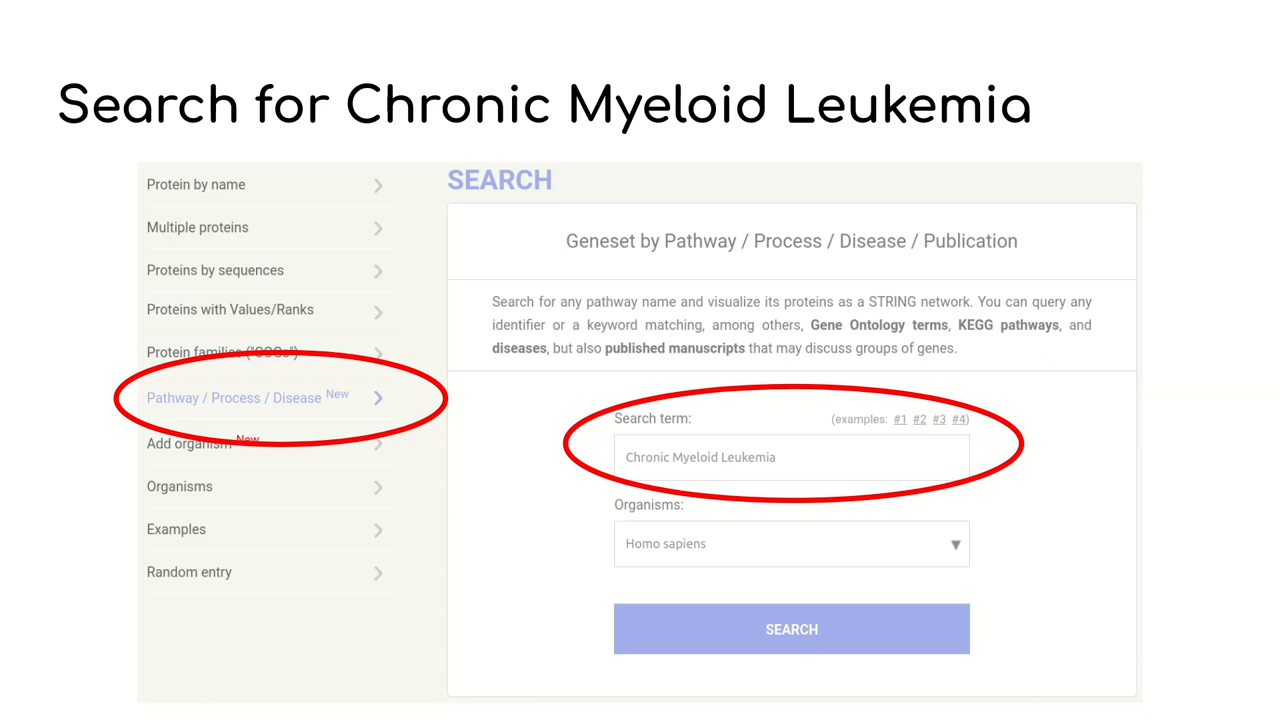 Search for Chronic Myeloid Leukemia
Protein by name
Multiple proteins
Proteins by sequences
Proteins with Values/Ranks
Protein families ("COGs")
Pathway / Process / Disease New
Add organism New
Organisms
Examples
Random entry
SEARCH
Geneset by Pathway / Process / Disease / Publication
Search for any pathway name and visualize its proteins as a STRING network. You can query any
identifier or a keyword matching, among others, Gene Ontology terms, KEGG pathways, and
diseases, but also published manuscripts that may discuss groups of genes.
Search term: (examples: #1 #2 #3 #4)
Chronic Myeloid Leukemia
Organisms:
Homo sapiens
SEARCH